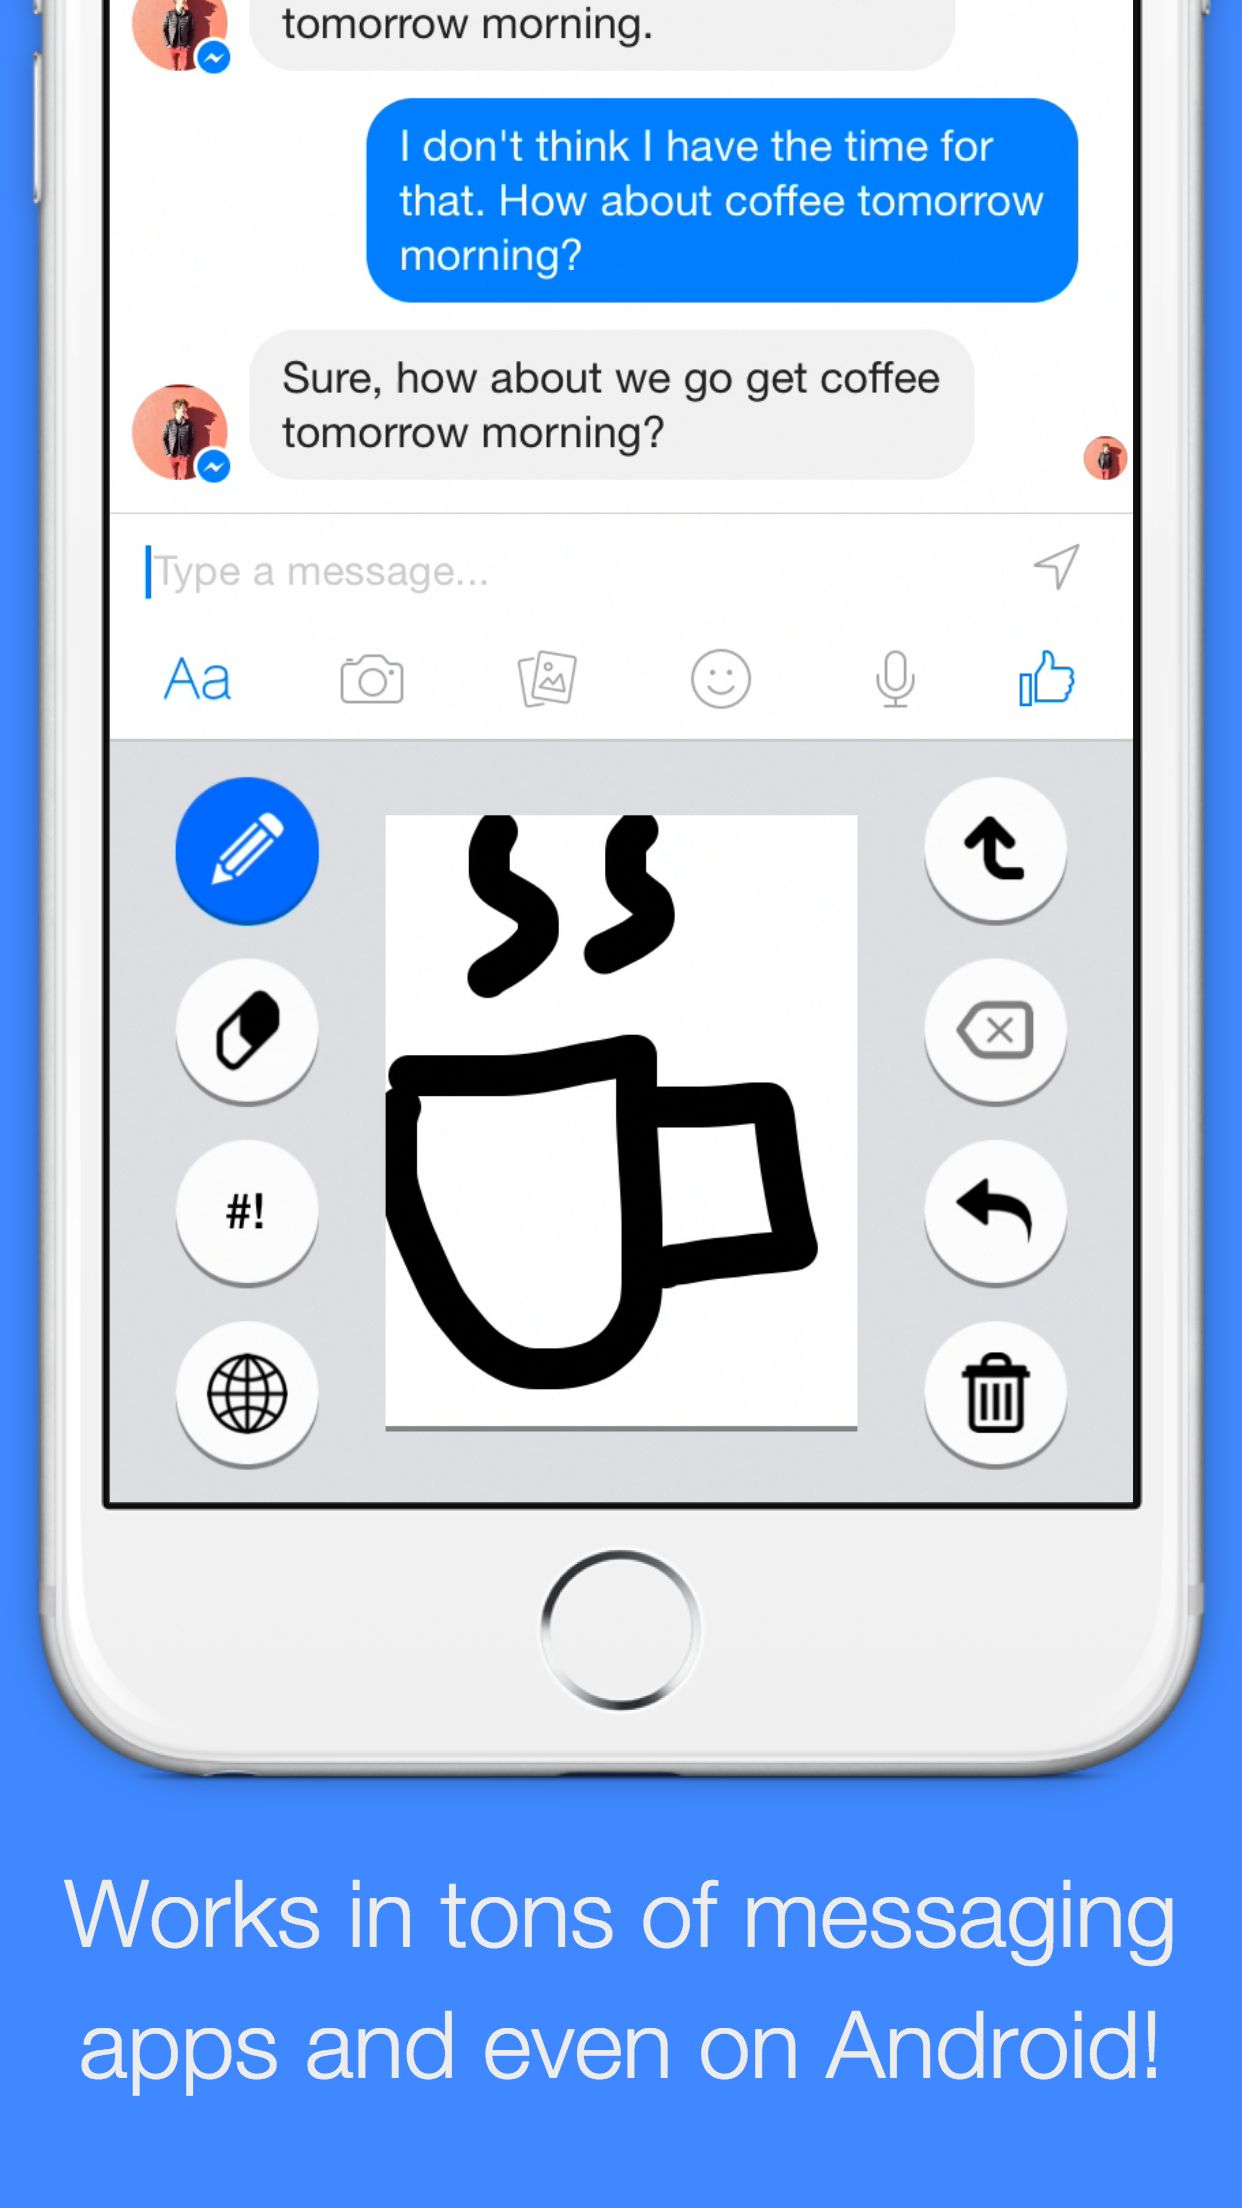 tomorrow morning.
I don't think I have the time for
that. How about coffee tomorrow
morning?
Sure, how about we go get coffee
tomorrow morning?
Type a message...
Aa
#!
Works in tons of messaging
apps and even on Android!